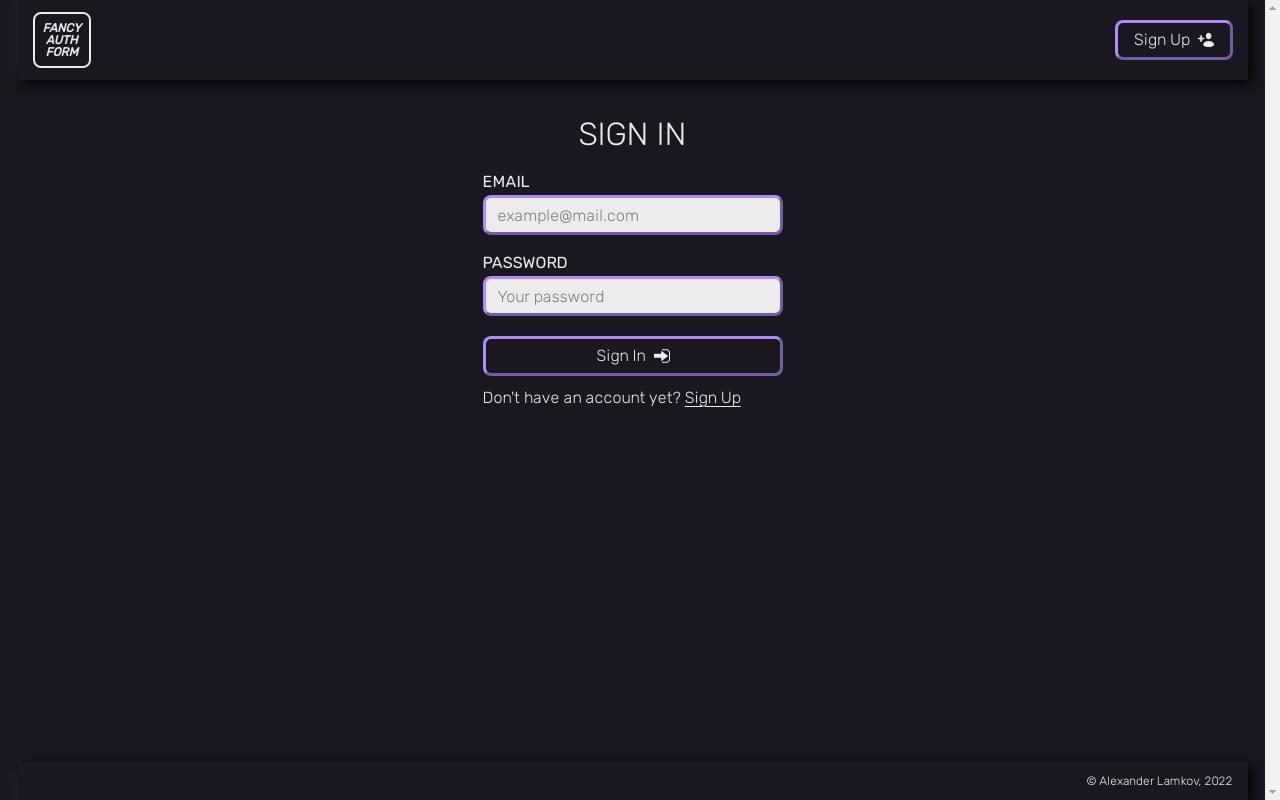 FANCY
AUTH
FORM
Sign Up
SIGN IN
EMAIL
example@mail.com
PASSWORD
Your password
Sign In
Don't have an account yet? Sign Up
© Alexander Lamkov, 2022